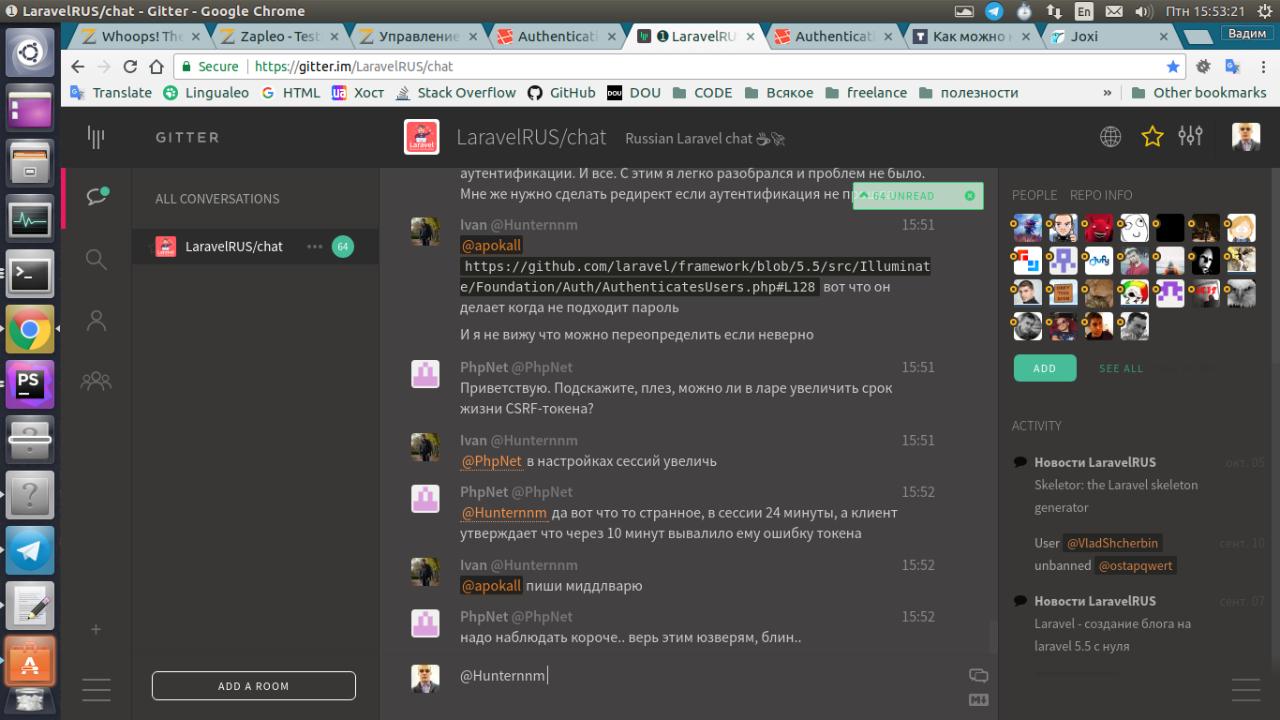 LaravelRUS/chat - Gitter - Google Chrome
En
Птн 15:53:21
Whoops! The
Zapleo - Test
Управление
Authenticati
LaravelRU
Authenticati
Как можно
Joxi
Вадим
Secure
https://gitter.im/LaravelRUS/chat
Translate
Lingualeo
HTML
Хост
Stack Overflow
GitHub
DOU
CODE
Всякое
freelance
полезности
»
Other bookmarks
GITTER
LaravelRUS/chat
Russian Laravel chat
ALL CONVERSATIONS
LaravelRUS/chat
64
ADD A ROOM
аутентификации. И все. С этим я легко разобрался и проблем не было.
Мне же нужно сделать редирект если аутентификация не
64 UNREAD
Ivan @Hunternnm 15:51
@apokall
https://github.com/laravel/framework/blob/5.5/src/Illuminat
e/Foundation/Auth/AuthenticatesUsers.php#L128 вот что он
делает когда не подходит пароль
И я не вижу что можно переопределить если неверно
PhpNet @PhpNet 15:51
Приветствую. Подскажите, плез, можно ли в ларе увеличить срок
жизни CSRF-токена?
Ivan @Hunternnm 15:51
@PhpNet в настройках сессий увеличь
PhpNet @PhpNet 15:52
@Hunternnm да вот что то странное, в сессии 24 минуты, а клиент
утверждает что через 10 минут вывалило ему ошибку токена
Ivan @Hunternnm 15:52
@apokall пиши миддлварю
PhpNet @PhpNet 15:52
надо наблюдать короче.. верь этим юзверям, блин..
@Hunternnm
PEOPLE
REPO INFO
ADD
SEE ALL
ACTIVITY
Новости LaravelRUS окт. 05
Skeletor: the Laravel skeleton
generator
User @VladShcherbin сент. 10
unbanned @ostapqwert
Новости LaravelRUS сент. 07
Laravel - создание блога на
laravel 5.5 с нуля